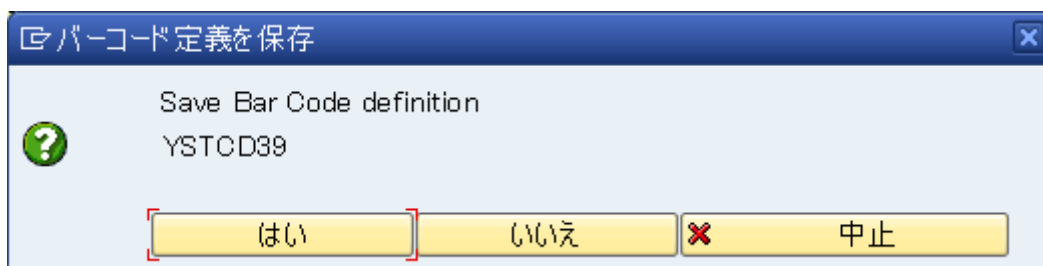 バーコード定義を保存
Save Bar Code definition
YSTCD39
はい いいえ 中止